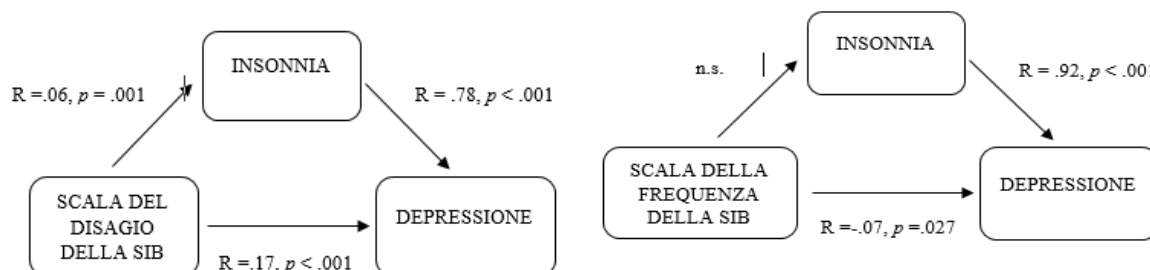 INSONNIA
R =.06, p = .001
R = .78, p < .001
SCALA DEL
DISAGIO
DELLA SIB
DEPRESSIONE
R =.17, p < .001
INSONNIA
n.s.
R = .92, p < .001
SCALA DELLA
FREQUENZA
DELLA SIB
DEPRESSIONE
R =-.07, p =.027